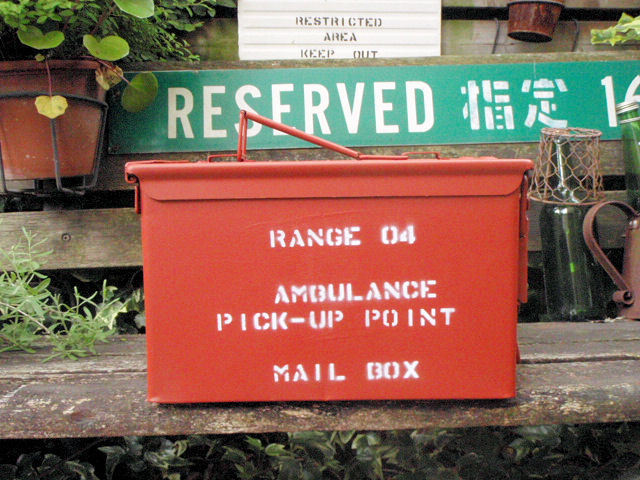 RESTRICTED
AREA
KEEP OUT
RESERVED 指定
RANGE 04
AMBULANCE
PICK-UP POINT
MAIL BOX